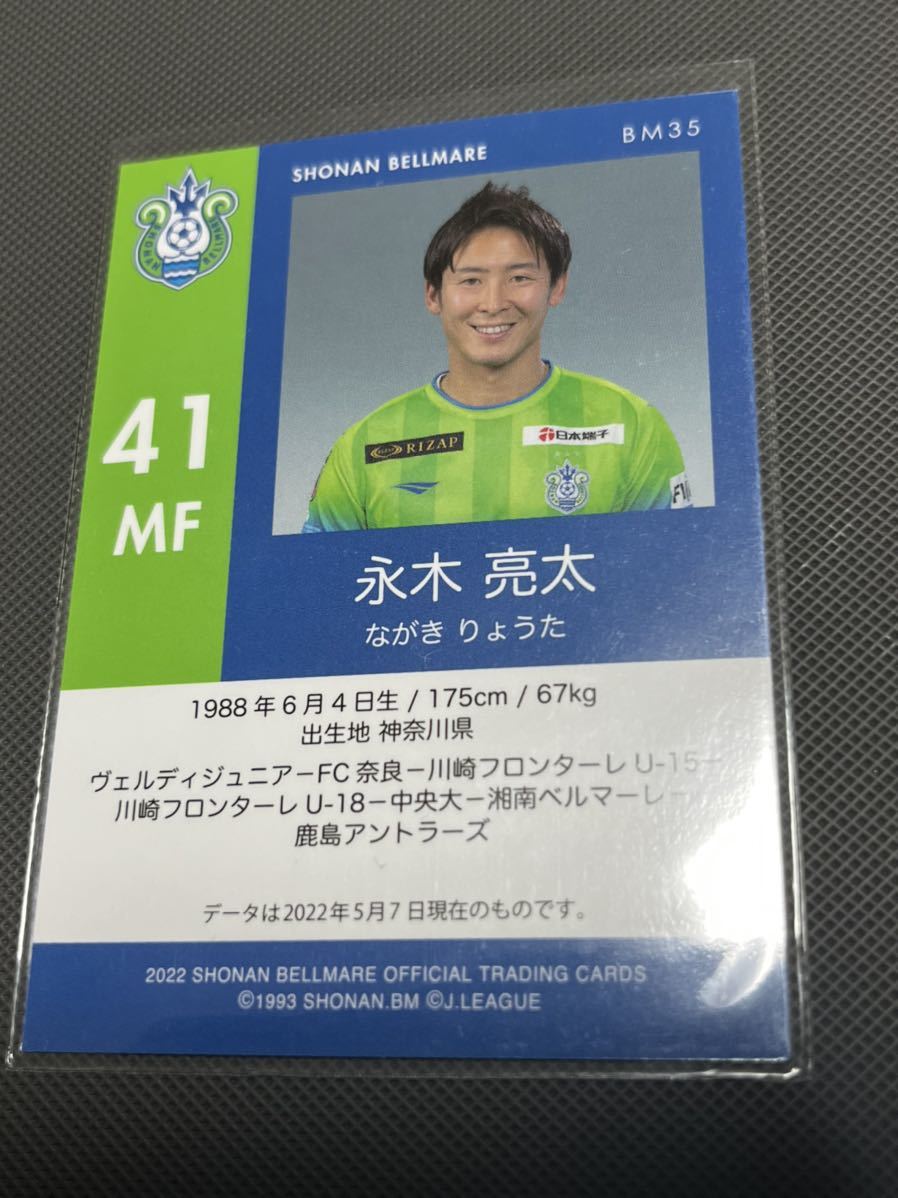 BM35
SHONAN BELLMARE
SHONAN BELLMARE
41
MF
RIZAP
日本端子
永木 亮太
ながき りょうた
1988年6月4日生 / 175cm / 67kg
出生地 神奈川県
ヴェルディジュニアーFC奈良ー川崎フロンターレ U-15ー
川崎フロンターレ U-18ー中央大ー湘南ベルマーレー
鹿島アントラーズ
データは2022年5月7日現在のものです。
2022 SHONAN BELLMARE OFFICIAL TRADING CARDS
©1993 SHONAN.BM ©J.LEAGUE